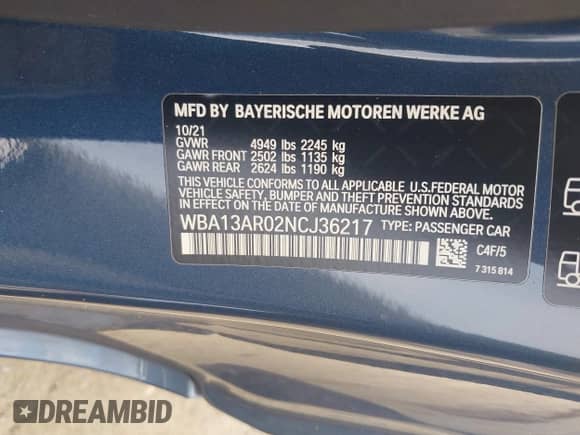 MFD BY BAYERISCHE MOTOREN WERKE AG
10/21
GVWR 4949 lbs 2245 kg
GAWR FRONT 2502 lbs 1135 kg
GAWR REAR 2624 lbs 1190 kg
THIS VEHICLE CONFORMS TO ALL APPLICABLE U.S.FEDERAL MOTOR
VEHICLE SAFETY, BUMPER AND THEFT PREVENTION STANDARDS
IN EFFECT ON THE DATE OF MANUFACTURE SHOWN ABOVE.
WBA13AR02NCJ36217 TYPE: PASSENGER CAR
C4F/5
7 315 814
DREAMBID